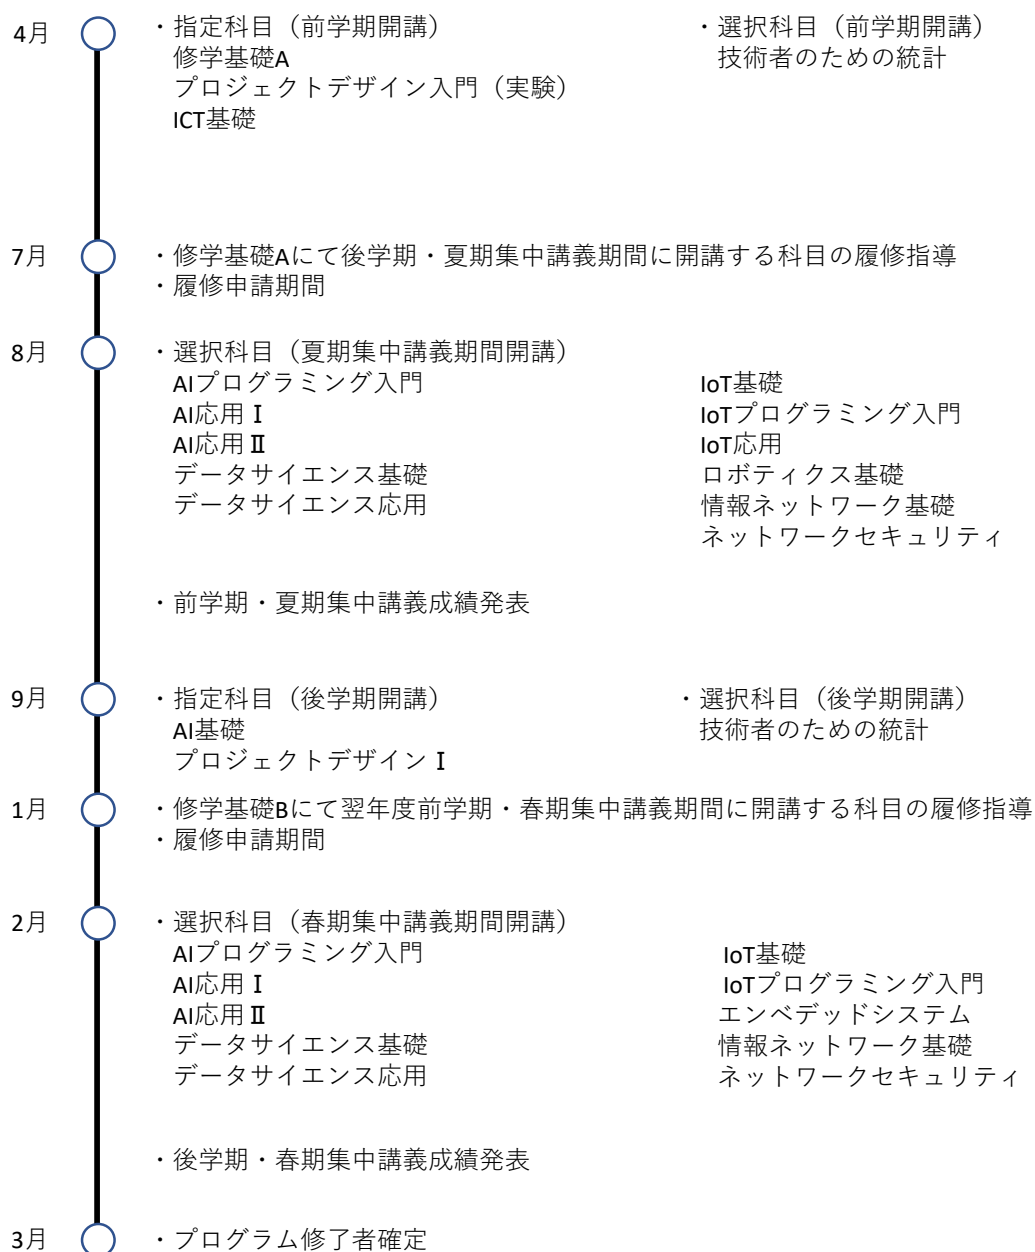 4月
・指定科目（前学期開講）
修学基礎A
プロジェクトデザイン入門（実験）
ICT基礎
・選択科目（前学期開講）
技術者のための統計
7月
・修学基礎Aにて後学期・夏期集中講義期間に開講する科目の履修指導
・履修申請期間
8月
・選択科目（夏期集中講義期間開講）
AIプログラミング入門
AI応用Ⅰ
AI応用Ⅱ
データサイエンス基礎
データサイエンス応用
IoT基礎
IoTプログラミング入門
IoT応用
ロボティクス基礎
情報ネットワーク基礎
ネットワークセキュリティ
・前学期・夏期集中講義成績発表
9月
・指定科目（後学期開講）
AI基礎
プロジェクトデザインⅠ
・選択科目（後学期開講）
技術者のための統計
1月
・修学基礎Bにて翌年度前学期・春期集中講義期間に開講する科目の履修指導
・履修申請期間
2月
・選択科目（春期集中講義期間開講）
AIプログラミング入門
AI応用Ⅰ
AI応用Ⅱ
データサイエンス基礎
データサイエンス応用
IoT基礎
IoTプログラミング入門
エンベデッドシステム
情報ネットワーク基礎
ネットワークセキュリティ
・後学期・春期集中講義成績発表
3月
・プログラム修了者確定